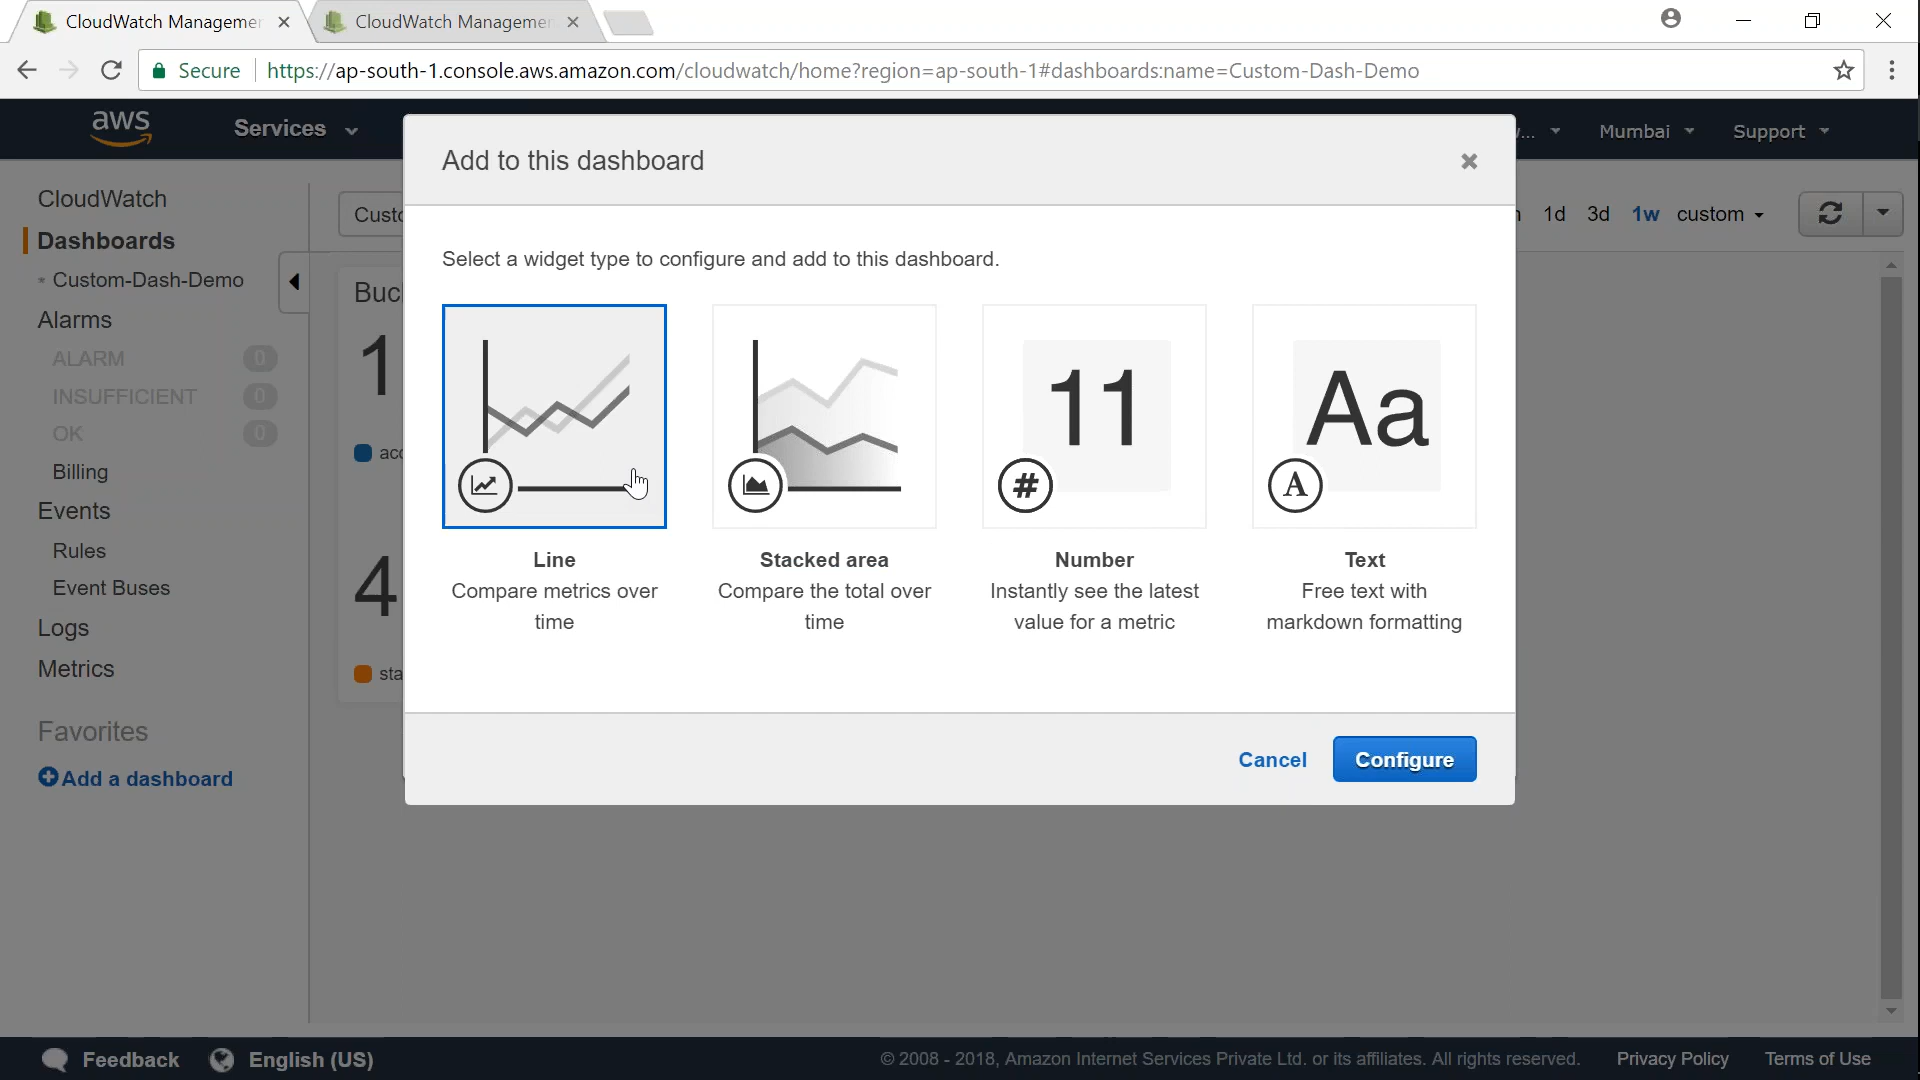 CloudWatch Managemer
CloudWatch Managemer
Secure https://ap-south-1.console.aws.amazon.com/cloudwatch/home?region=ap-south-1#dashboards:name=Custom-Dash-Demo
aws Services Mumbai Support
Add to this dashboard
CloudWatch
Dashboards
Custom-Dash-Demo
Alarms
ALARM 0
INSUFFICIENT 0
OK 0
Billing
Events
Rules
Event Buses
Logs
Metrics
Favorites
Add a dashboard
1d 3d 1w custom
Select a widget type to configure and add to this dashboard.
11
#
Aa
A
Line
Compare metrics over
time
Stacked area
Compare the total over
time
Number
Instantly see the latest
value for a metric
Text
Free text with
markdown formatting
Cancel Configure
Feedback English (US)
© 2008 - 2018, Amazon Internet Services Private Ltd. or its affiliates. All rights reserved. Privacy Policy Terms of Use